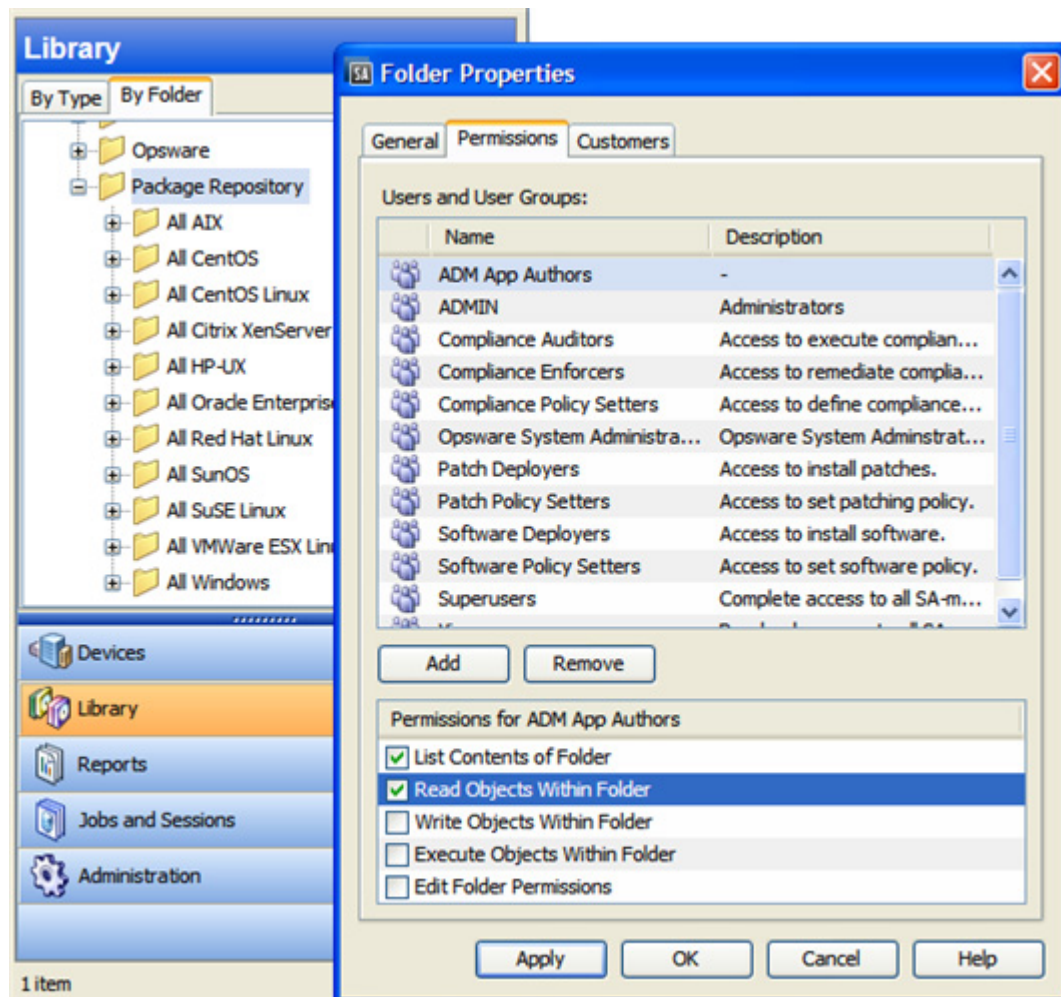 Library
By Type By Folder
Opsware
Package Repository
All AIX
All CentOS
All CentOS Linux
All Citrix XenServer
All HP-UX
All Oracle Enterprise
All Red Hat Linux
All SunOS
All SuSE Linux
All VMWare ESX Lin
All Windows
Devices
Library
Reports
Jobs and Sessions
Administration
1 item
SA Folder Properties
General Permissions Customers
Users and User Groups:
Name Description
ADM App Authors -
ADMIN Administrators
Compliance Auditors Access to execute complian...
Compliance Enforcers Access to remediate complia...
Compliance Policy Setters Access to define compliance...
Opsware System Administra... Opsware System Adminstrat...
Patch Deployers Access to install patches.
Patch Policy Setters Access to set patching policy.
Software Deployers Access to install software.
Software Policy Setters Access to set software policy.
Superusers Complete access to all SA-m...
Add Remove
Permissions for ADM App Authors
List Contents of Folder
Read Objects Within Folder
Write Objects Within Folder
Execute Objects Within Folder
Edit Folder Permissions
Apply OK Cancel Help